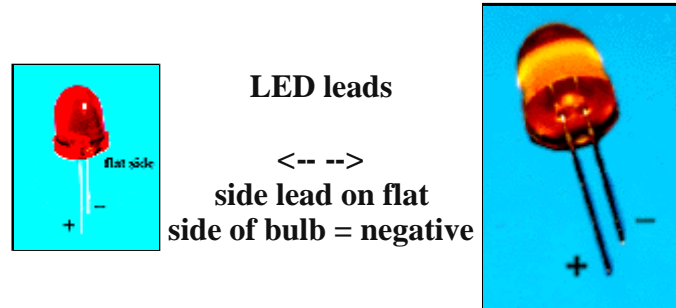 LED leads
flat side
<-- -->
side lead on flat
side of bulb = negative
+ −
+ −